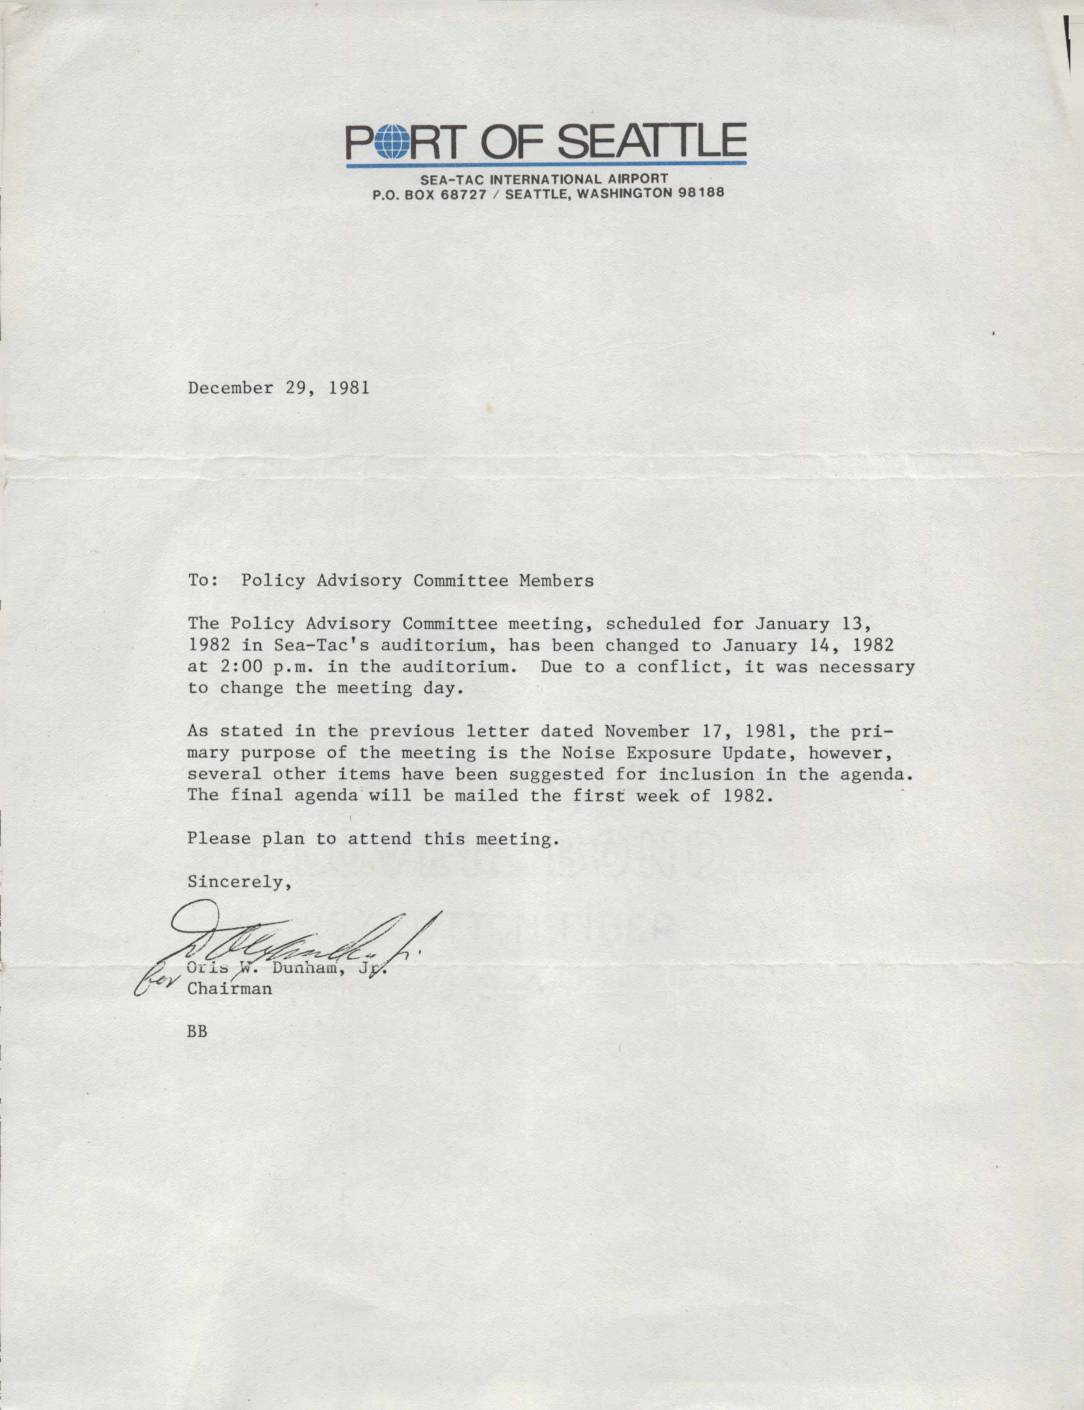 PORT OF SEATTLE
SEA-TAC INTERNATIONAL AIRPORT
P.O. BOX 68727 / SEATTLE, WASHINGTON 98188
December 29, 1981
To: Policy Advisory Committee Members
The Policy Advisory Committee meeting, scheduled for January 13,
1982 in Sea-Tac's auditorium, has been changed to January 14, 1982
at 2:00 p.m. in the auditorium. Due to a conflict, it was necessary
to change the meeting day.
As stated in the previous letter dated November 17, 1981, the pri-
mary purpose of the meeting is the Noise Exposure Update, however,
several other items have been suggested for inclusion in the agenda.
The final agenda will be mailed the first week of 1982.
Please plan to attend this meeting.
Sincerely,
for Oris W. Dunham, Jr.
Chairman
BB